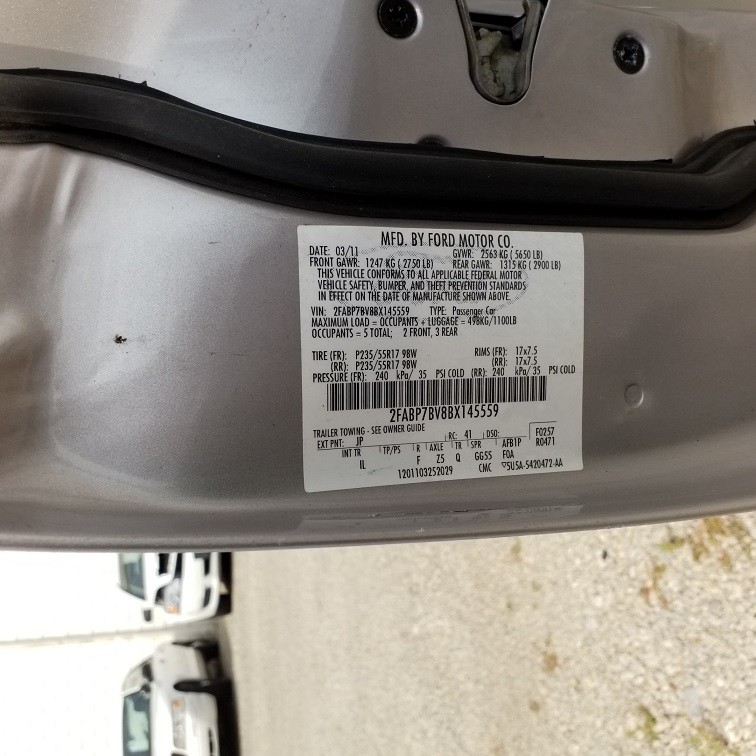 MFD. BY FORD MOTOR CO.
DATE: 03/11 GVWR: 2563 KG ( 5650 LB)
FRONT GAWR: 1247 KG ( 2750 LB) REAR GAWR: 1315 KG ( 2900 LB)
THIS VEHICLE CONFORMS TO ALL APPLICABLE FEDERAL MOTOR
VEHICLE SAFETY, BUMPER, AND THEFT PREVENTION STANDARDS
IN EFFECT ON THE DATE OF MANUFACTURE SHOWN ABOVE.
VIN: 2FABP7BV8BX145559 TYPE: Passenger Car
MAXIMUM LOAD = OCCUPANTS + LUGGAGE = 498KG/1100LB
OCCUPANTS = 5 TOTAL; 2 FRONT, 3 REAR
TIRE (FR): P235/55R17 98W RIMS (FR): 17x7.5
(RR): P235/55R17 98W (RR): 17x7.5
PRESSURE (FR): 240 kPa/ 35 PSI COLD (RR): 240 kPa/ 35 PSI COLD
2FABP7BV8BX145559
TRAILER TOWING - SEE OWNER GUIDE F0257
EXT PNT: JP RC: 41 DSO: AFB1P R0471
INT TR TP/PS R AXLE TR SPR F0A
IL F Z5 Q GG55
1201103252029 CMC ▽5U5A-5420472-AA